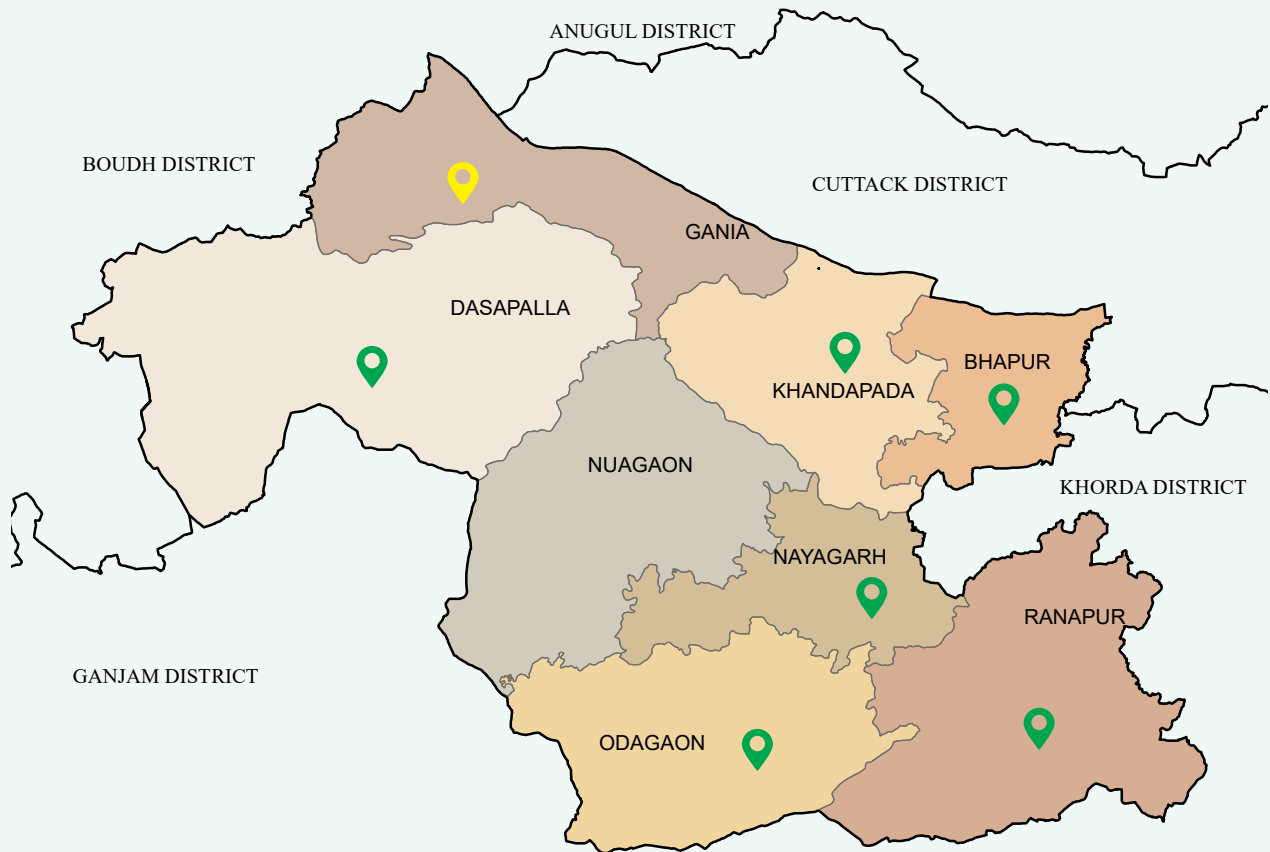 ANUGUL DISTRICT
BOUDH DISTRICT
CUTTACK DISTRICT
GANIA
DASAPALLA
BHAPUR
KHANDAPADA
NUAGAON
KHORDA DISTRICT
NAYAGARH
RANAPUR
GANJAM DISTRICT
ODAGAON